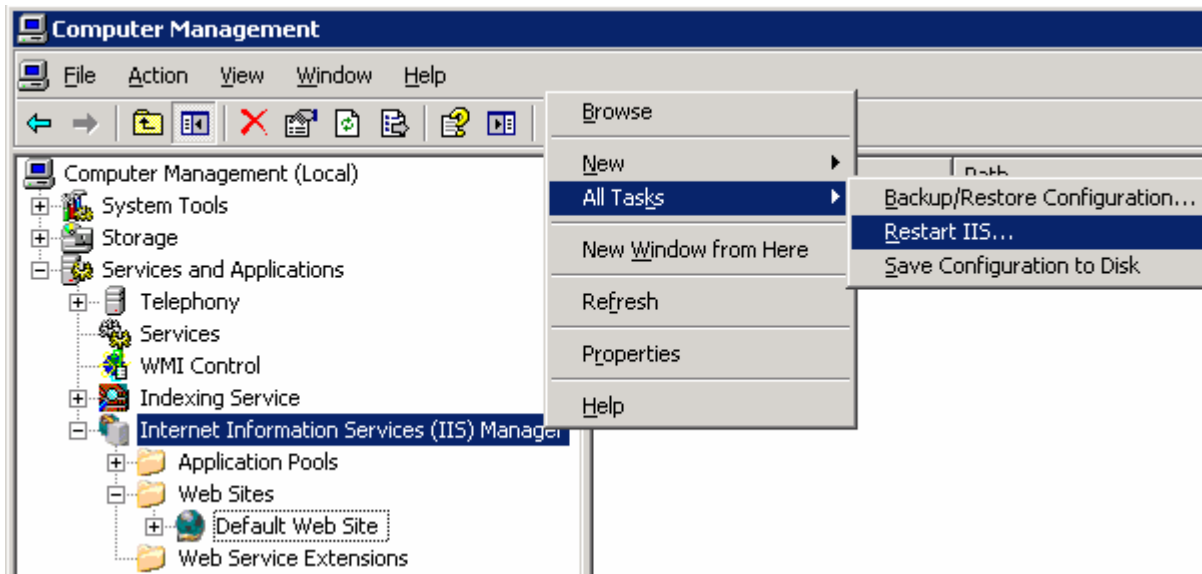 Computer Management
File Action View Window Help
Computer Management (Local)
System Tools
Storage
Services and Applications
Telephony
Services
WMI Control
Indexing Service
Internet Information Services (IIS) Manager
Application Pools
Web Sites
Default Web Site
Web Service Extensions
Browse
New
All Tasks
New Window from Here
Refresh
Properties
Help
Path
Backup/Restore Configuration...
Restart IIS...
Save Configuration to Disk